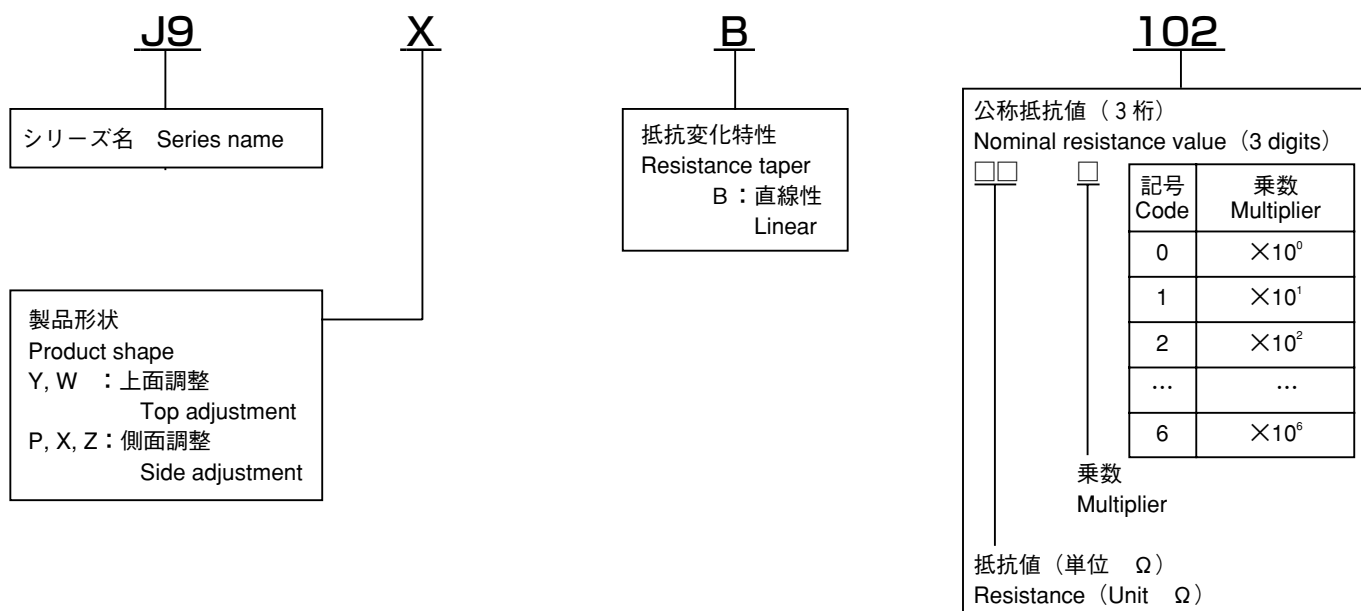 J9 X B 102
シリーズ名 Series name
製品形状
Product shape
Y, W ：上面調整
Top adjustment
P, X, Z：側面調整
Side adjustment
抵抗変化特性
Resistance taper
B：直線性
Linear
公称抵抗値（3桁）
Nominal resistance value（3 digits）
□□ □
記号 乗数
Code Multiplier
0 ×10⁰
1 ×10¹
2 ×10²
… …
6 ×10⁶
乗数
Multiplier
抵抗値（単位 Ω）
Resistance（Unit Ω）